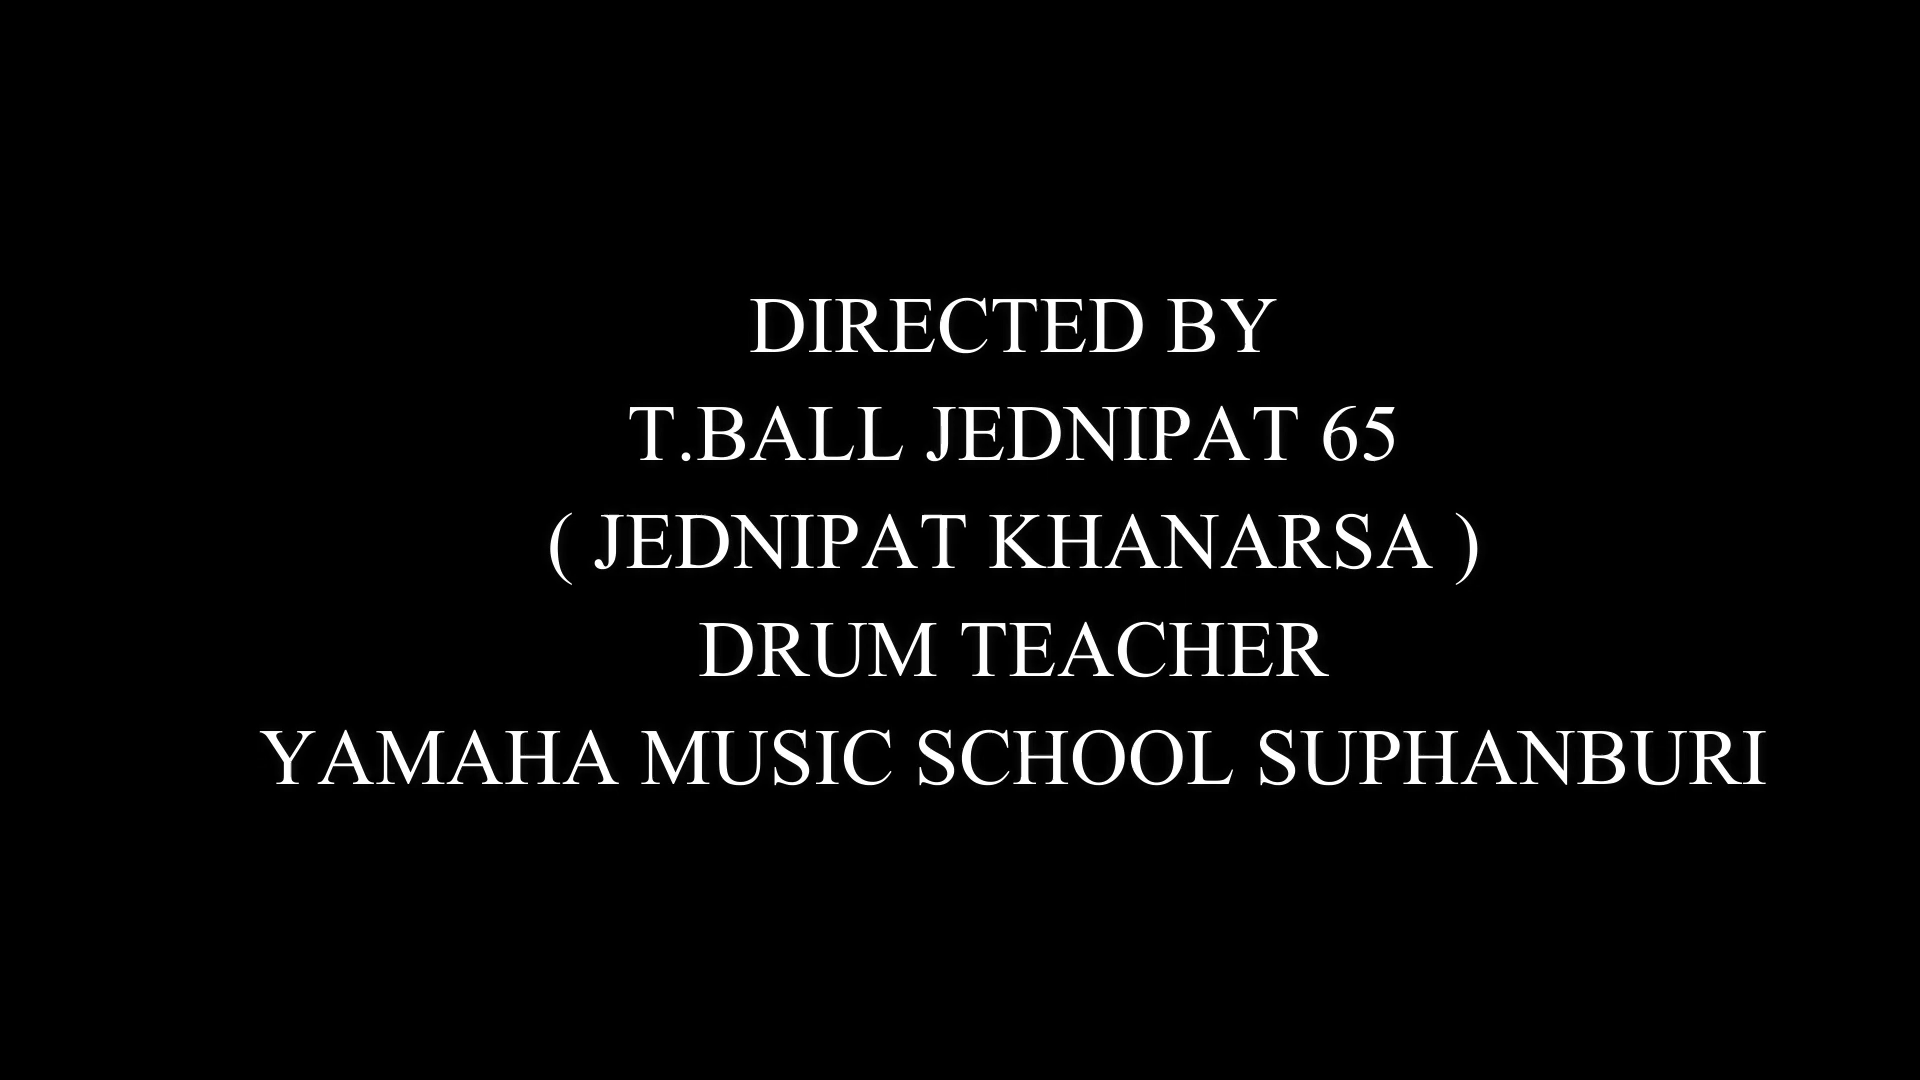 DIRECTED BY
T.BALL JEDNIPAT 65
( JEDNIPAT KHANARSA )
DRUM TEACHER
YAMAHA MUSIC SCHOOL SUPHANBURI